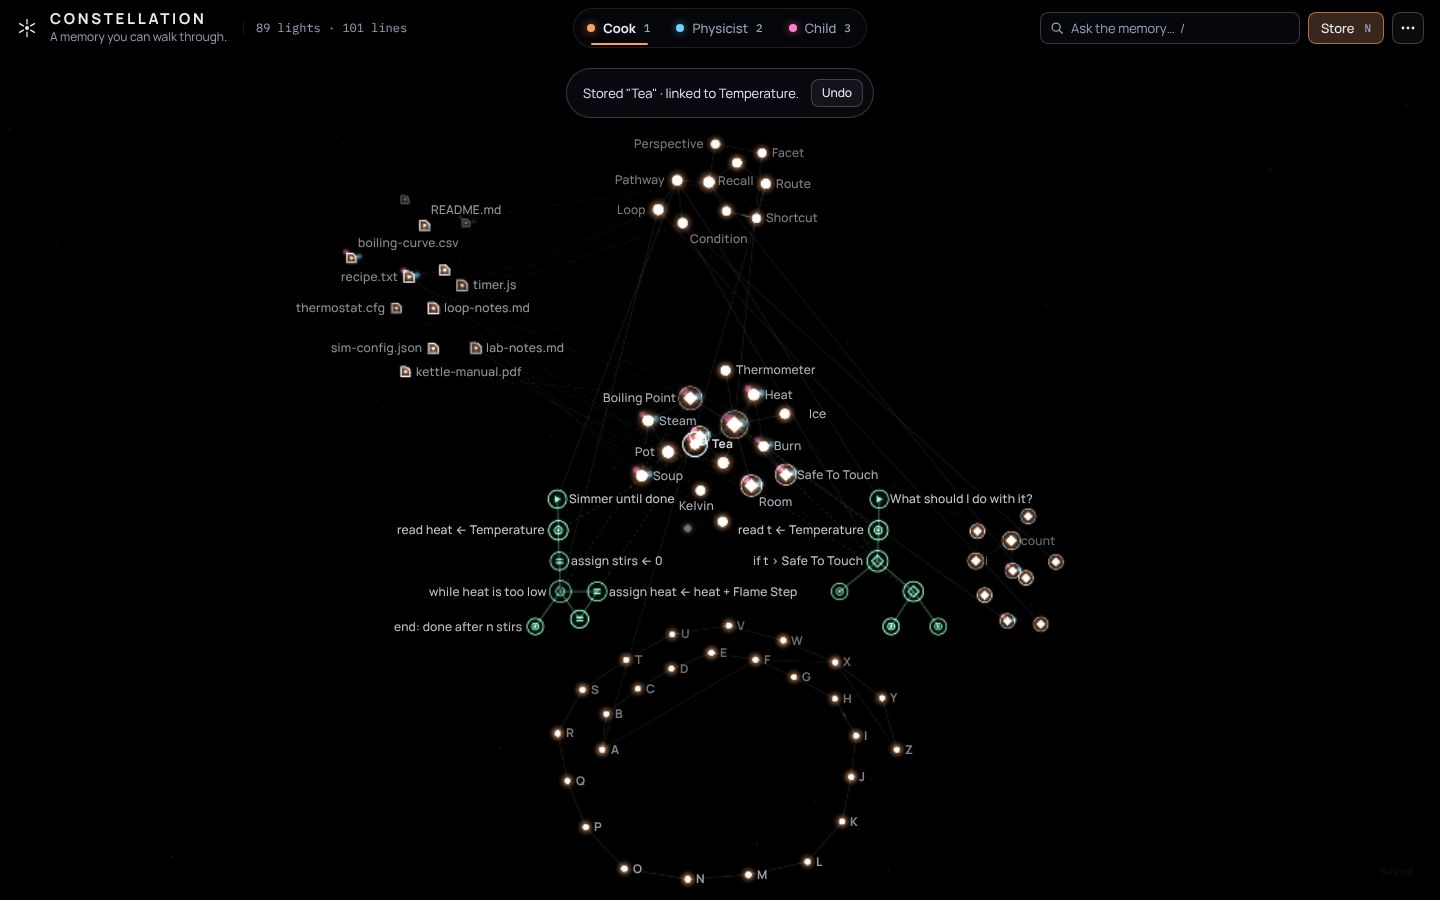 CONSTELLATION
A memory you can walk through.
89 lights · 101 lines
Cook 1
Physicist 2
Child 3
Ask the memory... /
Store N
Stored "Tea" · linked to Temperature.
Undo
Perspective
Facet
Pathway
Recall
Route
Loop
Shortcut
Condition
README.md
boiling-curve.csv
recipe.txt
timer.js
thermostat.cfg
loop-notes.md
sim-config.json
lab-notes.md
kettle-manual.pdf
Thermometer
Boiling Point
Heat
Ice
Steam
Tea
Burn
Pot
Soup
Safe To Touch
Kelvin
Room
Simmer until done
What should I do with it?
read heat ← Temperature
read t ← Temperature
count
assign stirs ← 0
if t > Safe To Touch
i
while heat is too low
assign heat ← heat + Flame Step
end: done after n stirs
V
U
W
E
T
F
X
D
G
S
C
H
Y
B
R
I
A
Z
Q
J
P
K
O
N
M
L
Saved